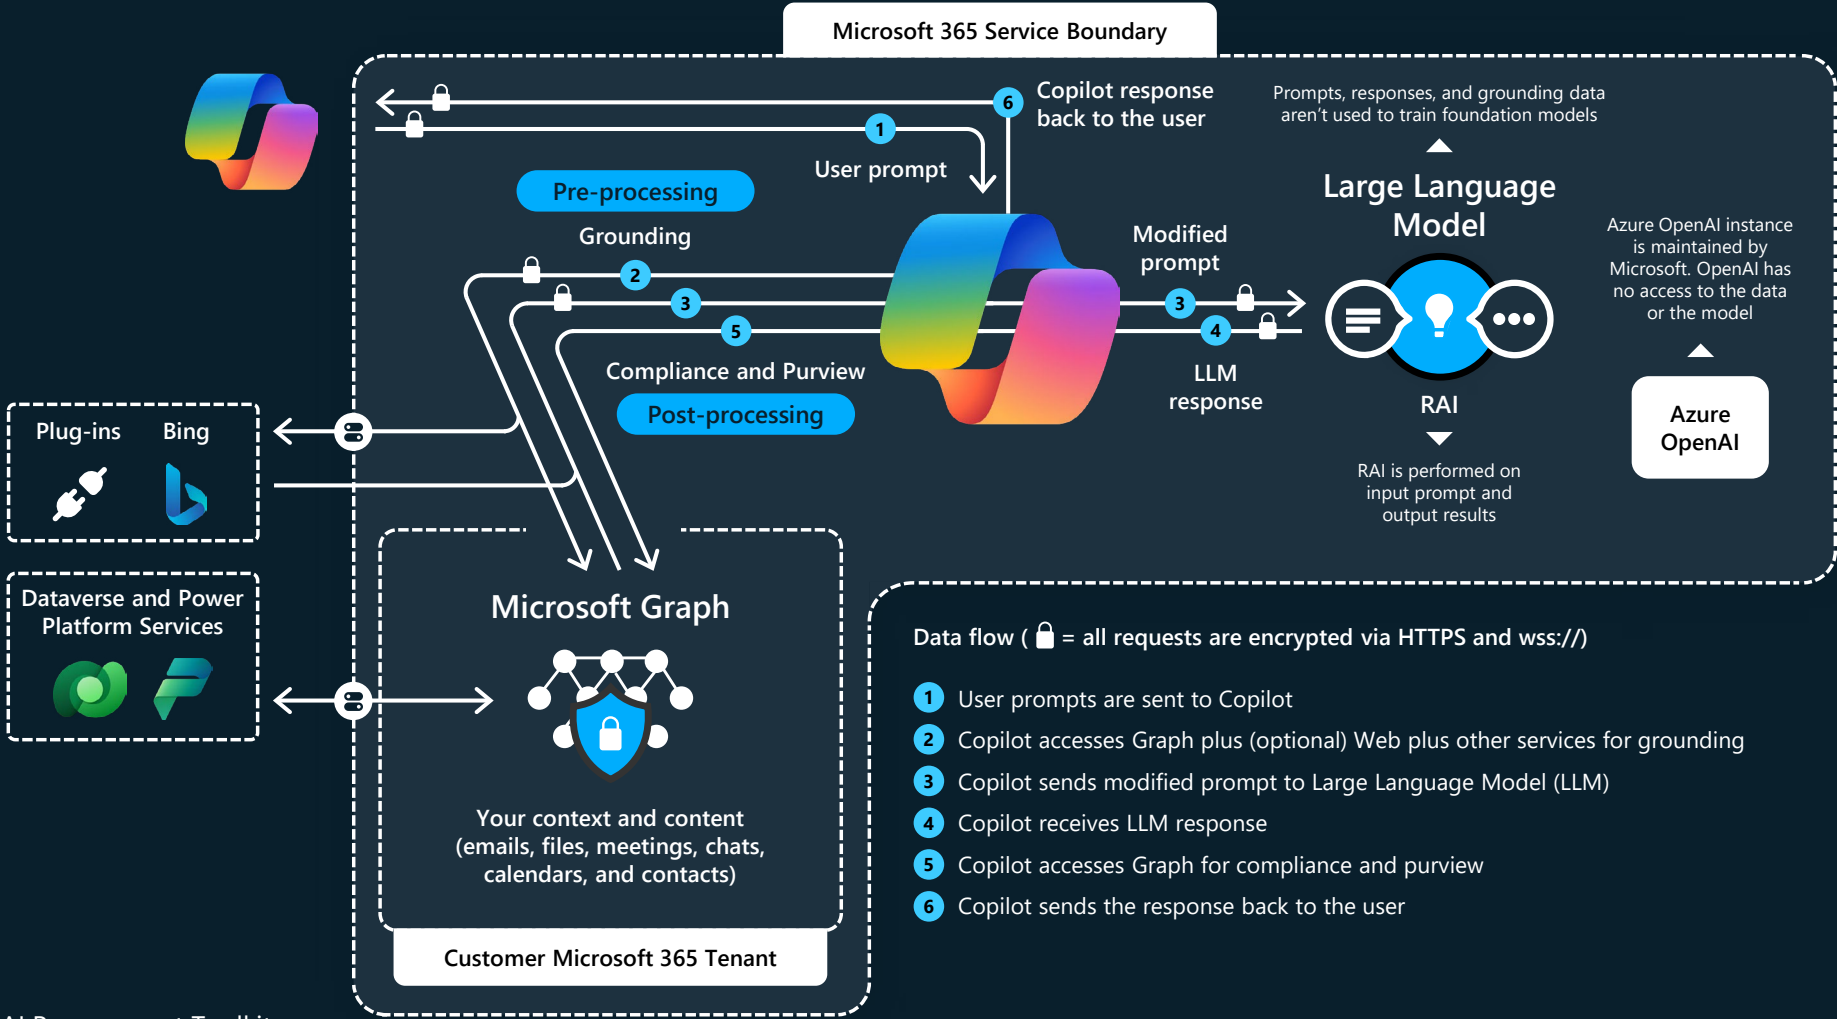 Microsoft 365 Service Boundary
6
Copilot response
back to the user
1
User prompt
Prompts, responses, and grounding data
aren't used to train foundation models
Large Language
Model
Pre-processing
Grounding
2
3
5
Compliance and Purview
Post-processing
Modified
prompt
3
4
LLM
response
RAI
RAI is performed on
input prompt and
output results
Azure OpenAI instance
is maintained by
Microsoft. OpenAI has
no access to the data
or the model
Azure
OpenAI
Plug-ins
Bing
Dataverse and Power
Platform Services
Microsoft Graph
Your context and content
(emails, files, meetings, chats,
calendars, and contacts)
Customer Microsoft 365 Tenant
Data flow ( = all requests are encrypted via HTTPS and wss://)
1 User prompts are sent to Copilot
2 Copilot accesses Graph plus (optional) Web plus other services for grounding
3 Copilot sends modified prompt to Large Language Model (LLM)
4 Copilot receives LLM response
5 Copilot accesses Graph for compliance and purview
6 Copilot sends the response back to the user